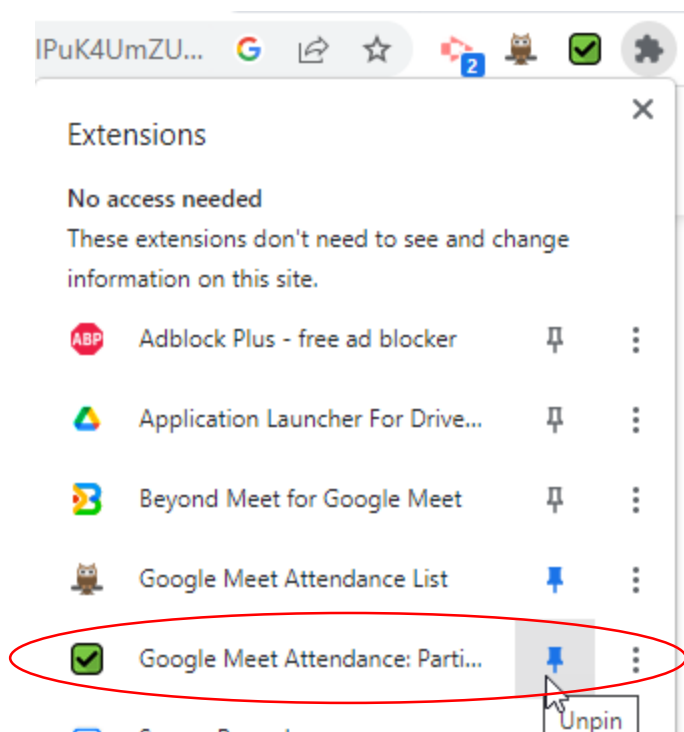 IPuK4UmZU... G
2
Extensions
No access needed
These extensions don't need to see and change
information on this site.
ABP Adblock Plus - free ad blocker
Application Launcher For Drive...
Beyond Meet for Google Meet
Google Meet Attendance List
Google Meet Attendance: Parti...
Unpin